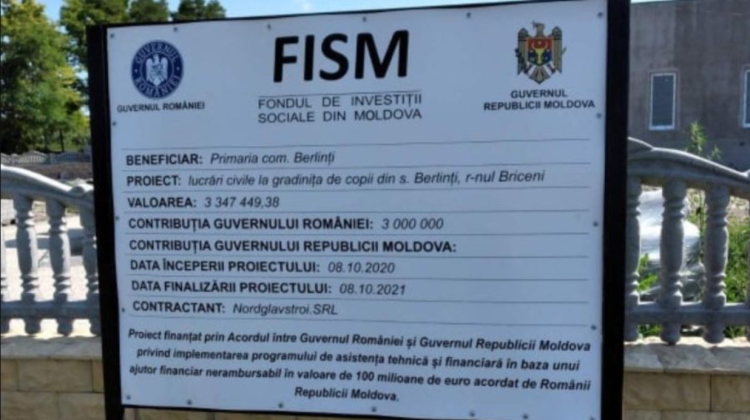 GUVERNUL ROMÂNIEI
GUVERNUL ROMÂNIEI
FISM
FONDUL DE INVESTIȚII
SOCIALE DIN MOLDOVA
GUVERNUL
REPUBLICII MOLDOVA
BENEFICIAR: Primaria com. Berlinți
PROIECT: lucrări civile la gradinița de copii din s. Berlinți, r-nul Briceni
VALOAREA: 3 347 449,38
CONTRIBUȚIA GUVERNULUI ROMÂNIEI: 3 000 000
CONTRIBUȚIA GUVERNULUI REPUBLICII MOLDOVA:
DATA ÎNCEPERII PROIECTULUI: 08.10.2020
DATA FINALIZĂRII PROIECTULUI: 08.10.2021
CONTRACTANT: Nordglavstroi.SRL
Proiect finanțat prin Acordul între Guvernul României și Guvernul Republicii Moldova
privind implementarea programului de asistența tehnică și financiară în baza unui
ajutor financiar nerambursabil în valoare de 100 milioane de euro acordat de Românii
Republicii Moldova.